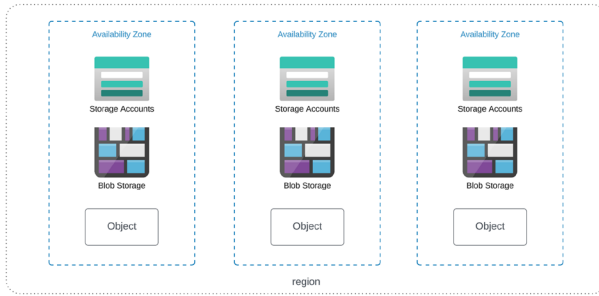 Availability Zone
Storage Accounts
Blob Storage
Object
Availability Zone
Storage Accounts
Blob Storage
Object
Availability Zone
Storage Accounts
Blob Storage
Object
region